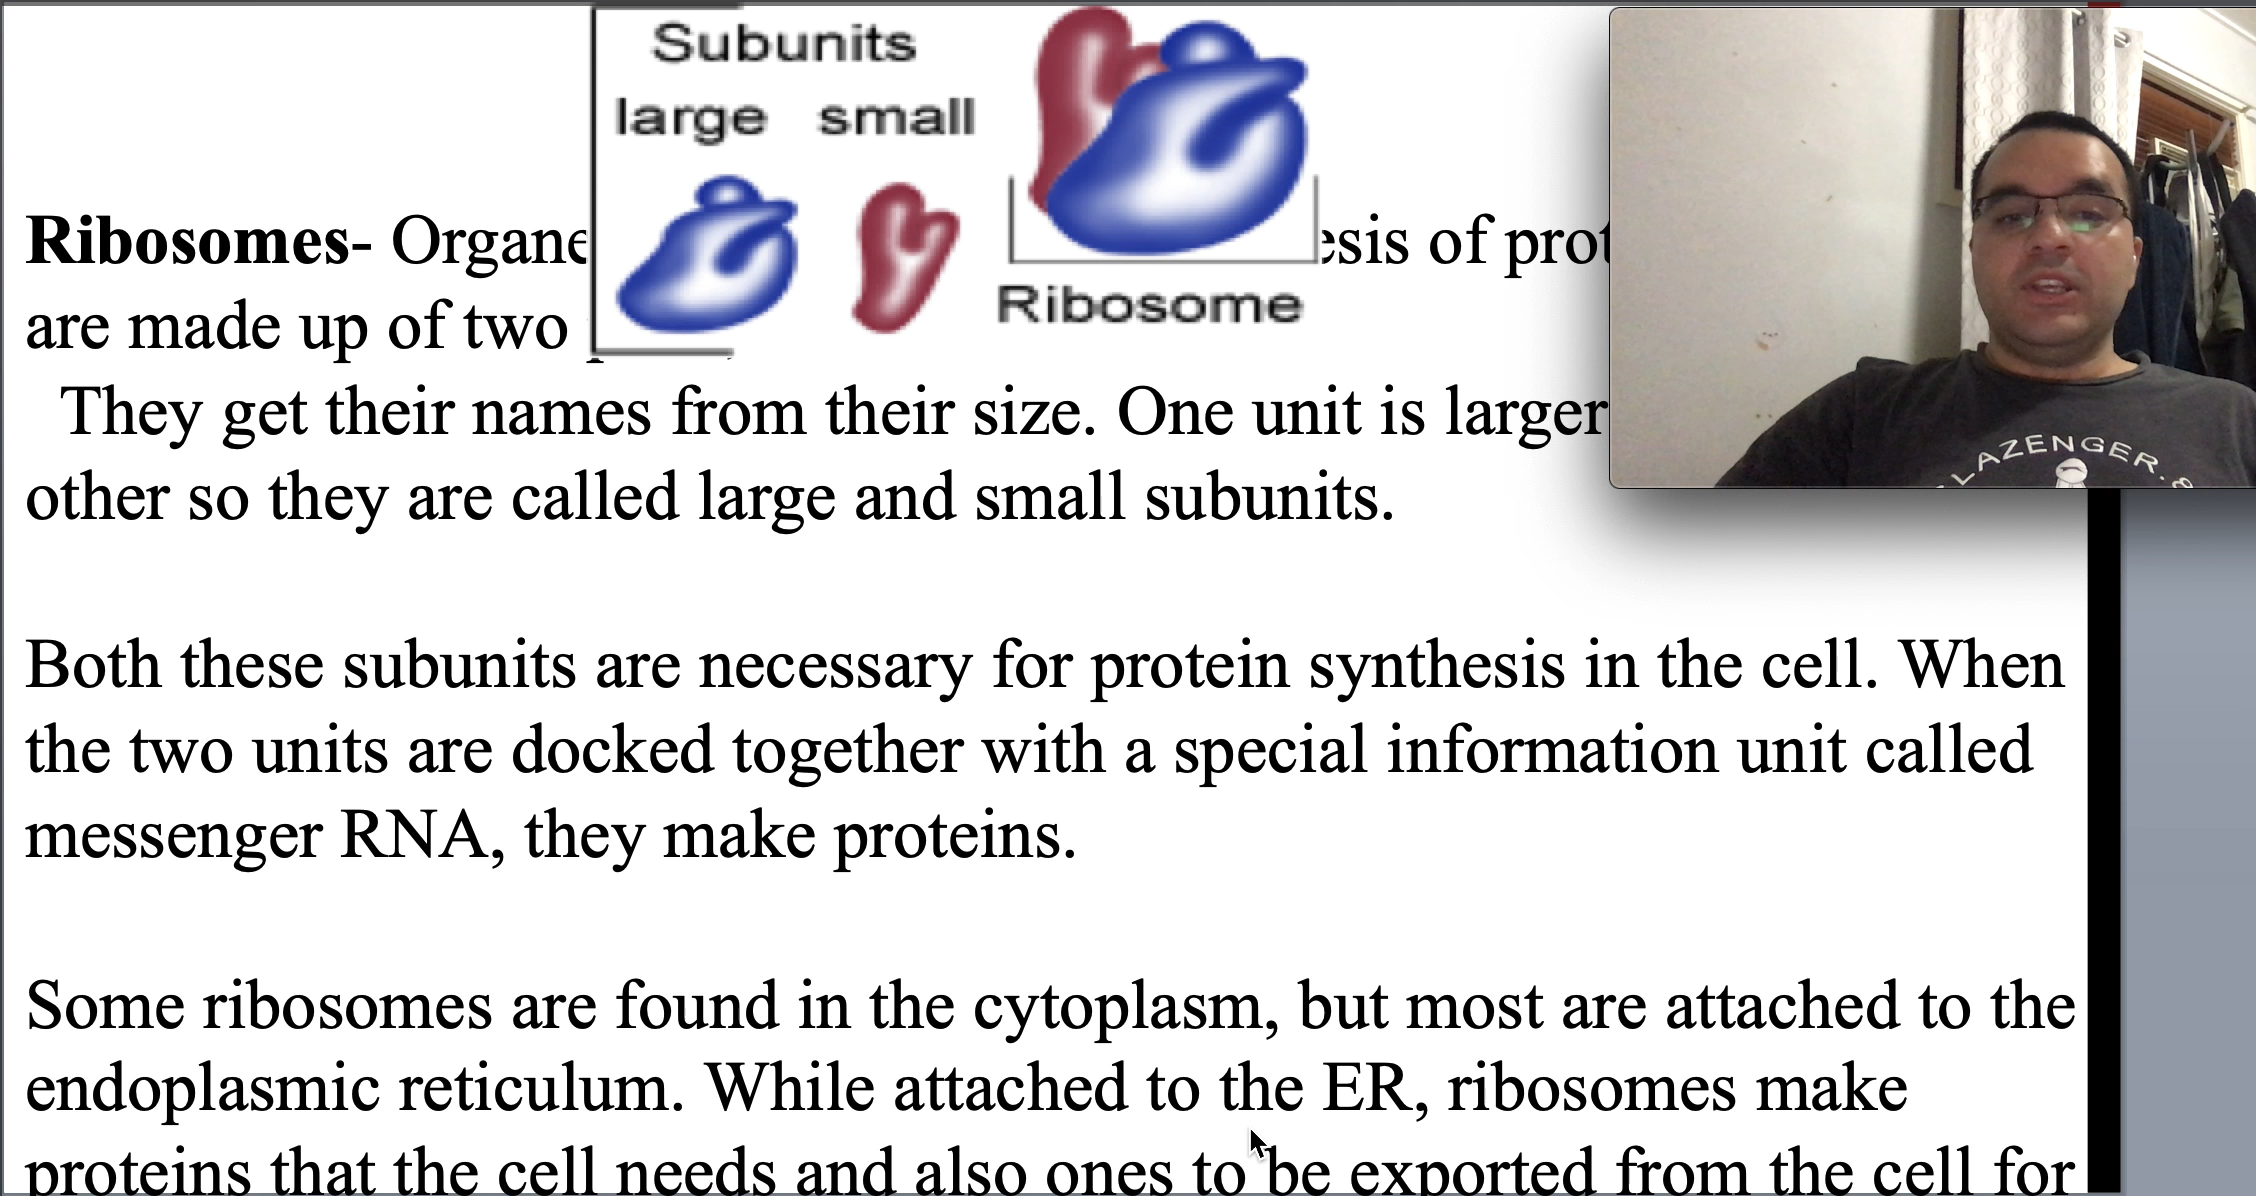 Subunits
large small
Ribosome
Ribosomes- Organe esis of prot
are made up of two
They get their names from their size. One unit is larger
other so they are called large and small subunits.
Both these subunits are necessary for protein synthesis in the cell. When
the two units are docked together with a special information unit called
messenger RNA, they make proteins.
Some ribosomes are found in the cytoplasm, but most are attached to the
endoplasmic reticulum. While attached to the ER, ribosomes make
proteins that the cell needs and also ones to be exported from the cell for
LAZENGER.